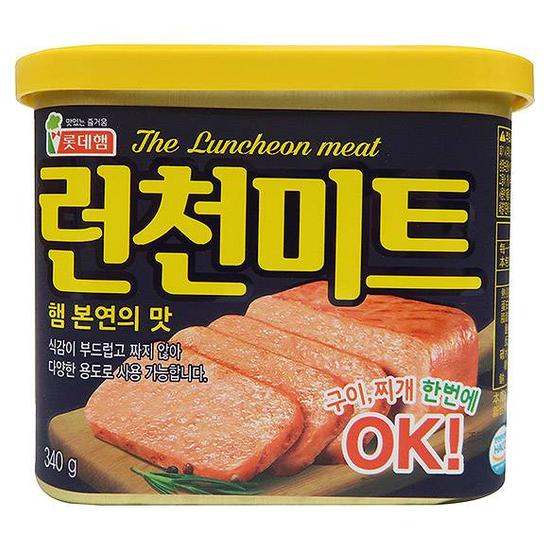 맛있는 즐거움
롯데햄
The Luncheon meat
런천미트
햄 본연의 맛
식감이 부드럽고 짜지 않아
다양한 용도로 사용 가능합니다.
구이, 찌개 한번에
OK!
340 g
HACCP